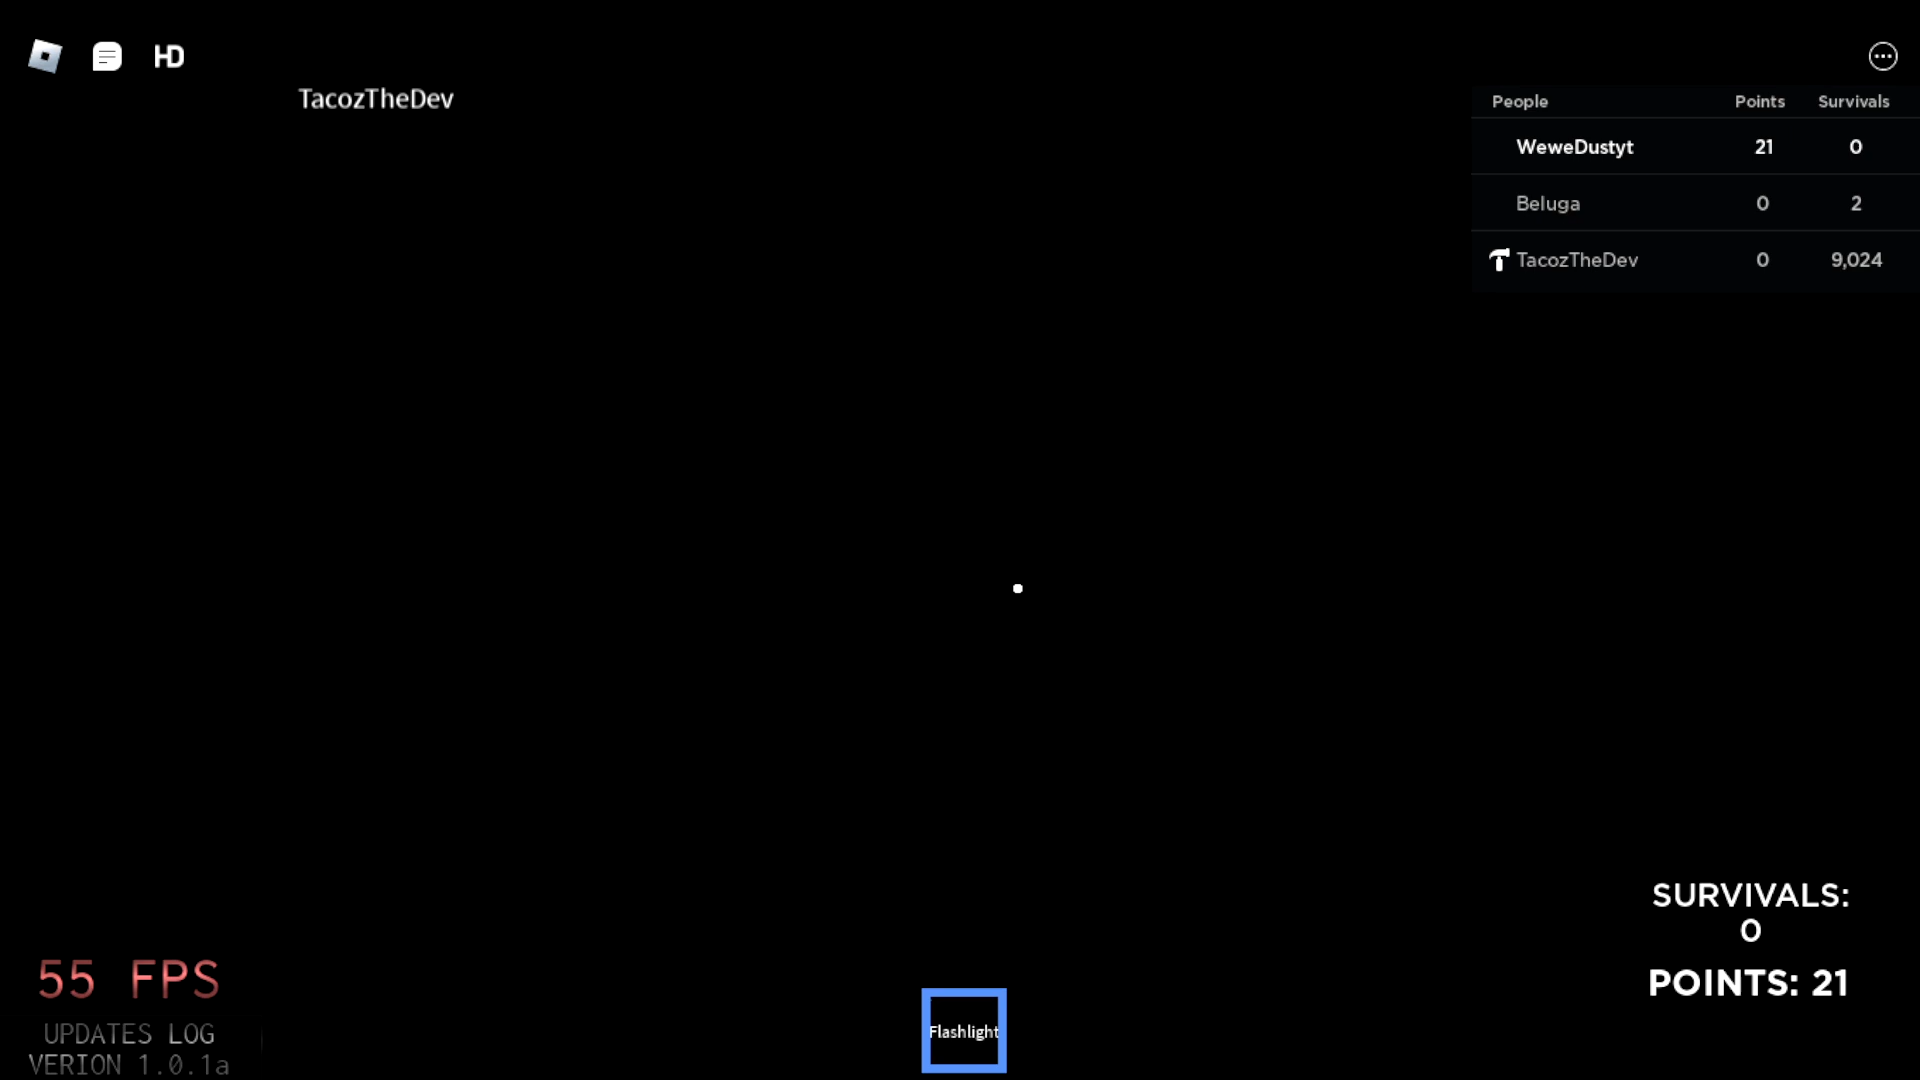 HD
TacozTheDev
People Points Survivals
WeweDustyt 21 0
Beluga 0 2
TacozTheDev 0 9,024
SURVIVALS:
0
POINTS: 21
55 FPS
UPDATES LOG
VERION 1.0.1a
Flashlight